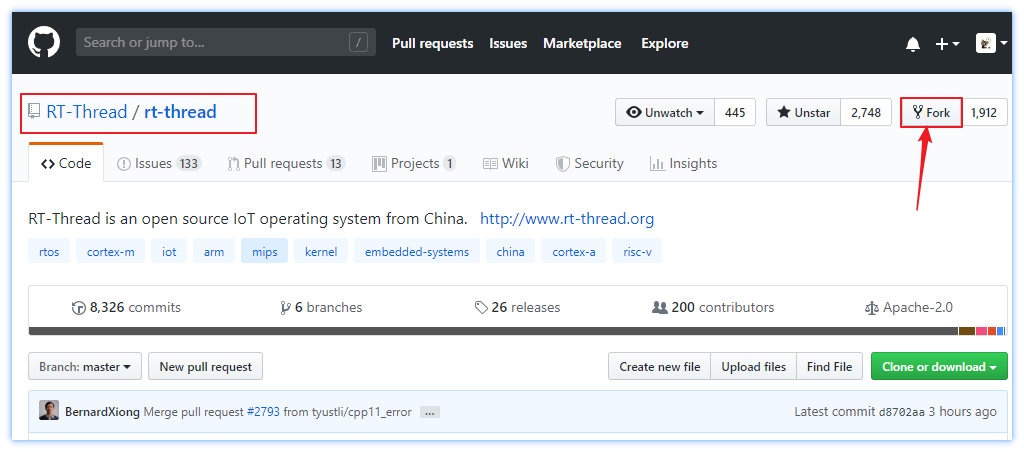 Search or jump to... / Pull requests Issues Marketplace Explore
RT-Thread / rt-thread Unwatch 445 Unstar 2,748 Fork 1,912
Code Issues 133 Pull requests 13 Projects 1 Wiki Security Insights
RT-Thread is an open source IoT operating system from China. http://www.rt-thread.org
rtos cortex-m iot arm mips kernel embedded-systems china cortex-a risc-v
8,326 commits 6 branches 26 releases 200 contributors Apache-2.0
Branch: master New pull request Create new file Upload files Find File Clone or download
BernardXiong Merge pull request #2793 from tyustli/cpp11_error ... Latest commit d8702aa 3 hours ago